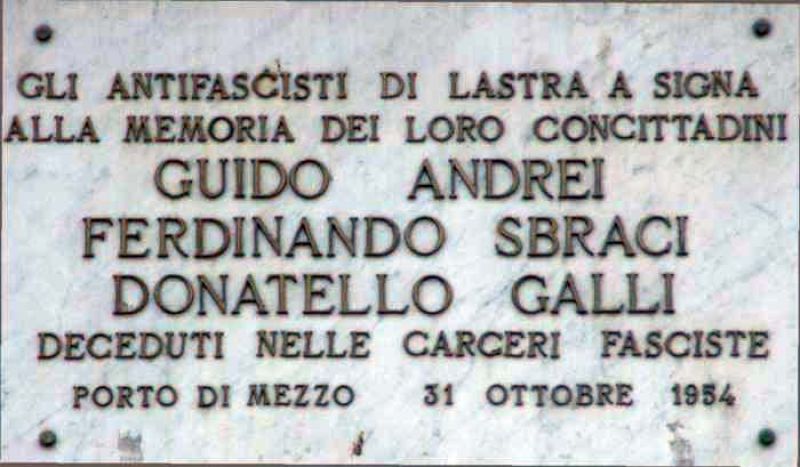 GLI ANTIFASCISTI DI LASTRA A SIGNA
ALLA MEMORIA DEI LORO CONCITTADINI
GUIDO ANDREI
FERDINANDO SBRACI
DONATELLO GALLI
DECEDUTI NELLE CARCERI FASCISTE
PORTO DI MEZZO 31 OTTOBRE 1954